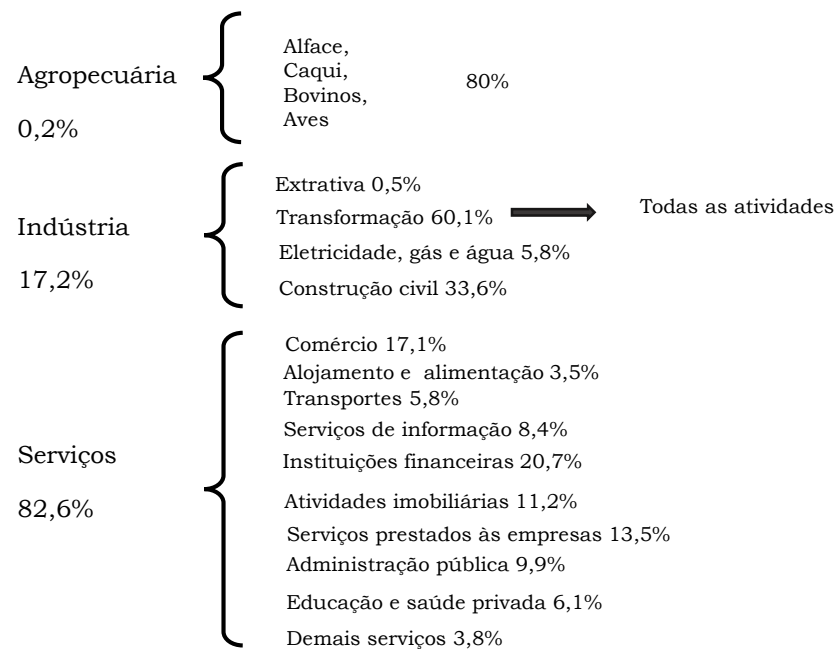 Agropecuária
0,2%
Alface,
Caqui,
Bovinos,
Aves
80%
Indústria
17,2%
Extrativa 0,5%
Transformação 60,1%
Todas as atividades
Eletricidade, gás e água 5,8%
Construção civil 33,6%
Serviços
82,6%
Comércio 17,1%
Alojamento e alimentação 3,5%
Transportes 5,8%
Serviços de informação 8,4%
Instituições financeiras 20,7%
Atividades imobiliárias 11,2%
Serviços prestados às empresas 13,5%
Administração pública 9,9%
Educação e saúde privada 6,1%
Demais serviços 3,8%